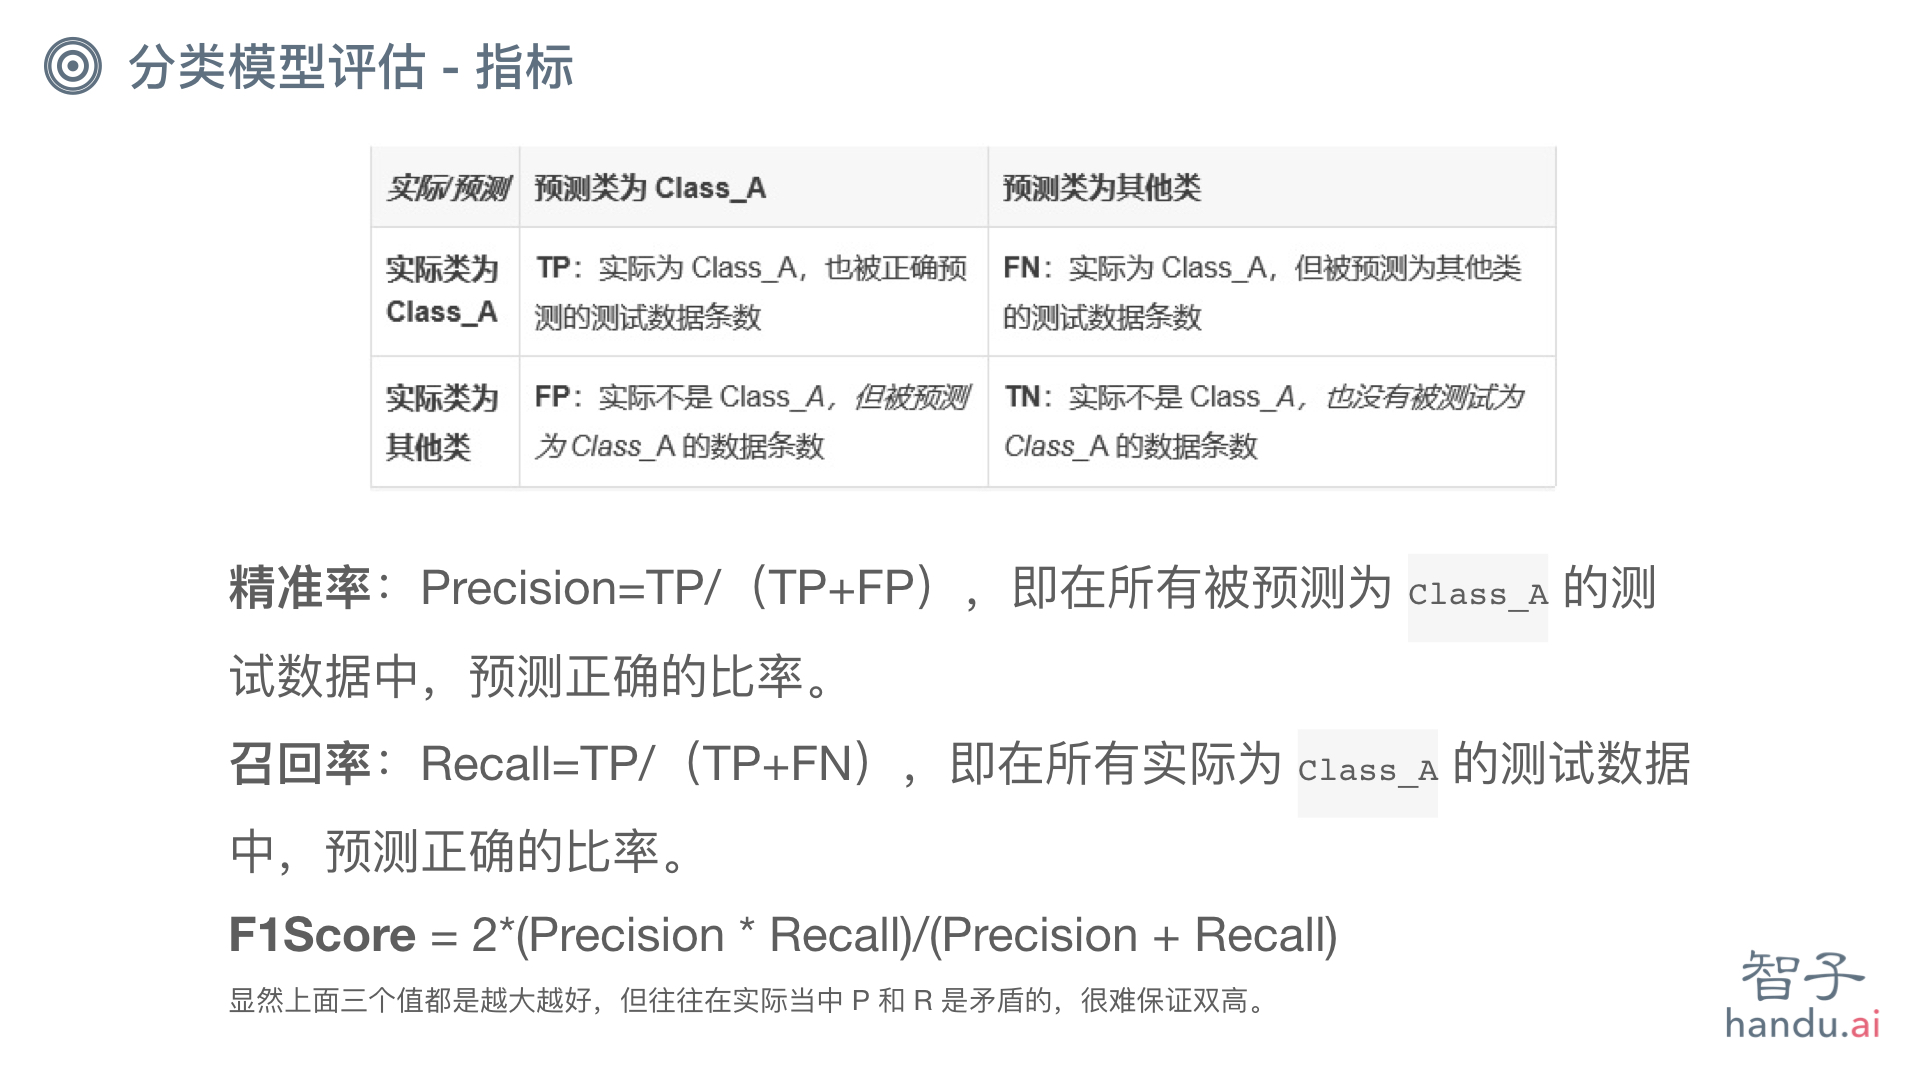 分类模型评估 - 指标
实际/预测 预测类为 Class_A 预测类为其他类
实际类为 TP：实际为 Class_A，也被正确预 FN：实际为 Class_A，但被预测为其他类
Class_A 测的测试数据条数 的测试数据条数
实际类为 FP：实际不是 Class_A，但被预测 TN：实际不是 Class_A，也没有被测试为
其他类 为 Class_A 的数据条数 Class_A 的数据条数
精准率：Precision=TP/（TP+FP），即在所有被预测为 Class_A 的测
试数据中，预测正确的比率。
召回率：Recall=TP/（TP+FN），即在所有实际为 Class_A 的测试数据
中，预测正确的比率。
F1Score = 2*(Precision * Recall)/(Precision + Recall)
显然上面三个值都是越大越好，但往往在实际当中 P 和 R 是矛盾的，很难保证双高。
智子
handu.ai